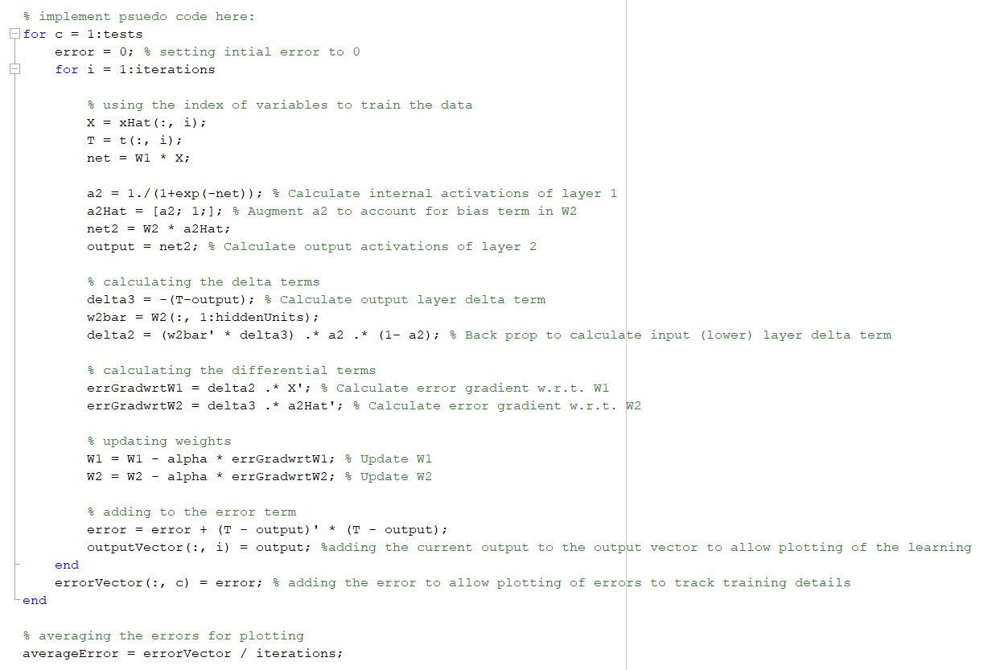 % implement psuedo code here:
for c = 1:tests
    error = 0; % setting intial error to 0
    for i = 1:iterations

        % using the index of variables to train the data
        X = xHat(:, i);
        T = t(:, i);
        net = W1 * X;

        a2 = 1./(1+exp(-net)); % Calculate internal activations of layer 1
        a2Hat = [a2; 1;]; % Augment a2 to account for bias term in W2
        net2 = W2 * a2Hat;
        output = net2; % Calculate output activations of layer 2

        % calculating the delta terms
        delta3 = -(T-output); % Calculate output layer delta term
        w2bar = W2(:, 1:hiddenUnits);
        delta2 = (w2bar' * delta3) .* a2 .* (1- a2); % Back prop to calculate input (lower) layer delta term

        % calculating the differential terms
        errGradwrtW1 = delta2 .* X'; % Calculate error gradient w.r.t. W1
        errGradwrtW2 = delta3 .* a2Hat'; % Calculate error gradient w.r.t. W2

        % updating weights
        W1 = W1 - alpha * errGradwrtW1; % Update W1
        W2 = W2 - alpha * errGradwrtW2; % Update W2

        % adding to the error term
        error = error + (T - output)' * (T - output);
        outputVector(:, i) = output; %adding the current output to the output vector to allow plotting of the learning
    end
    errorVector(:, c) = error; % adding the error to allow plotting of errors to track training details
end

% averaging the errors for plotting
averageError = errorVector / iterations;